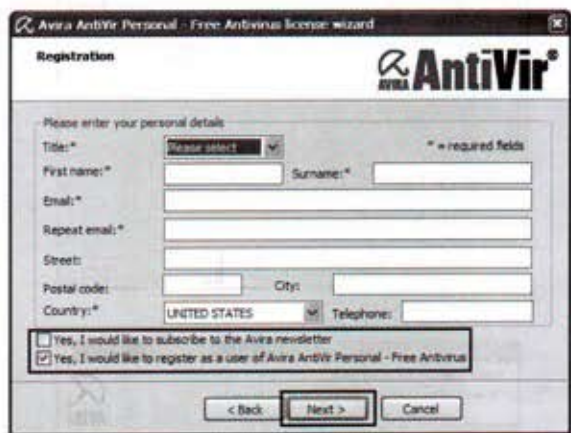 Avira AntiVir Personal - Free Antivirus license wizard
Registration
AVIRA AntiVir®
Please enter your personal details
Title:* Please select * = required fields
First name:* Surname:*
Email:*
Repeat email:*
Street:
Postal code: City:
Country:* UNITED STATES Telephone:
Yes, I would like to subscribe to the Avira newsletter
Yes, I would like to register as a user of Avira AntiVir Personal - Free Antivirus
< Back Next > Cancel